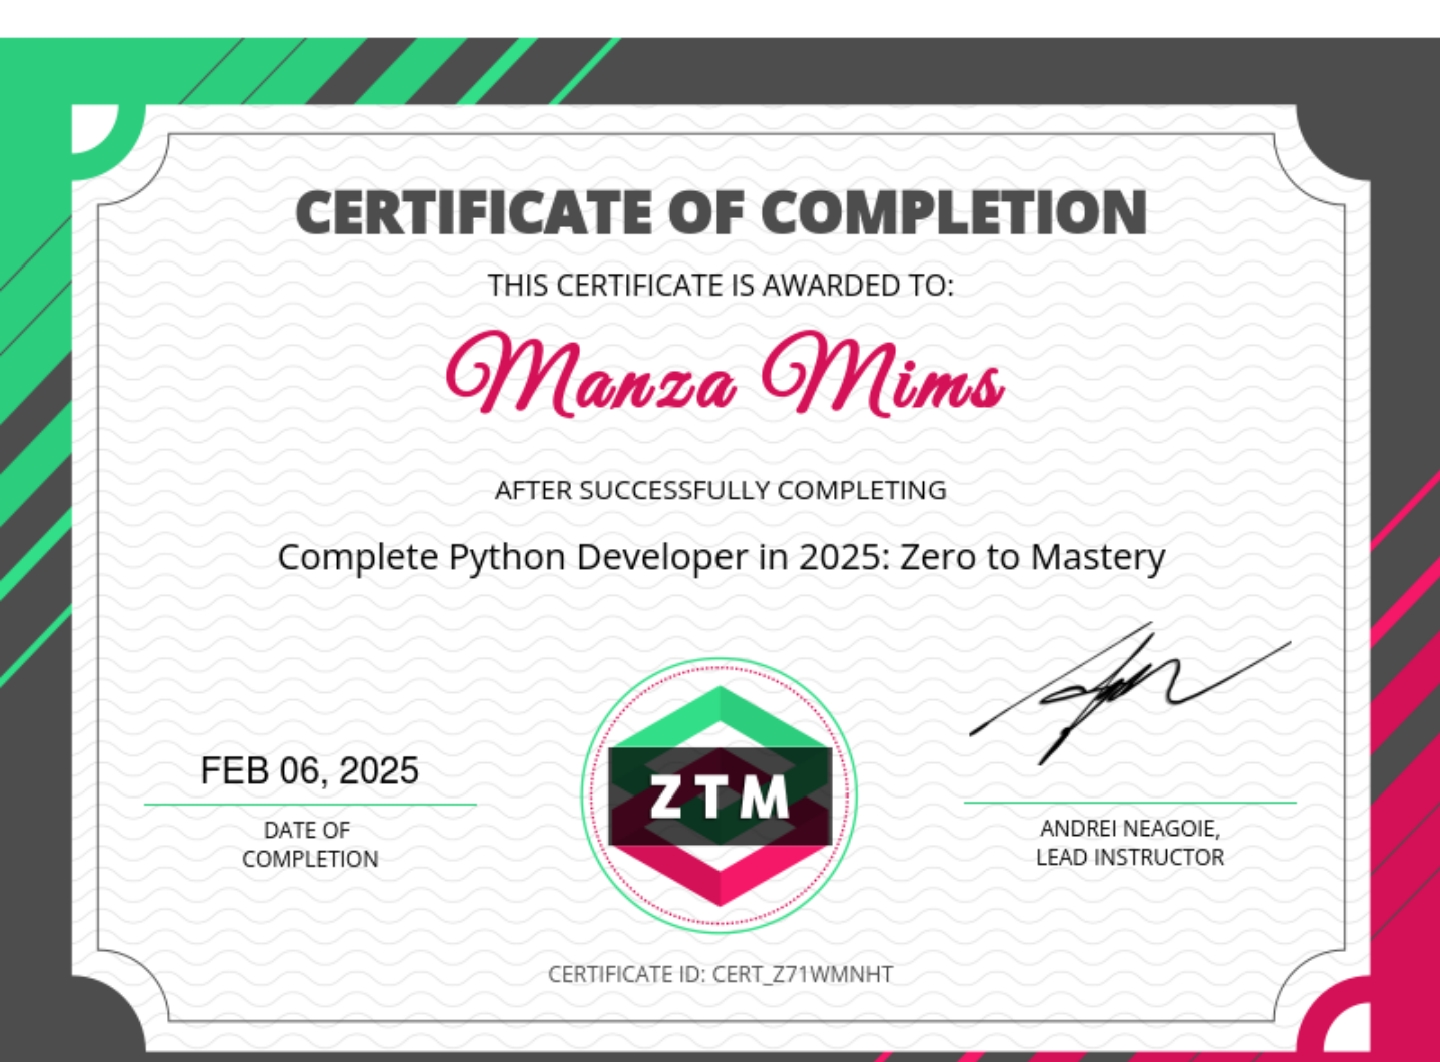 CERTIFICATE OF COMPLETION
THIS CERTIFICATE IS AWARDED TO:
Manza Mims
AFTER SUCCESSFULLY COMPLETING
Complete Python Developer in 2025: Zero to Mastery
FEB 06, 2025
DATE OF
COMPLETION
ZTM
ANDREI NEAGOIE,
LEAD INSTRUCTOR
CERTIFICATE ID: CERT_Z71WMNHT